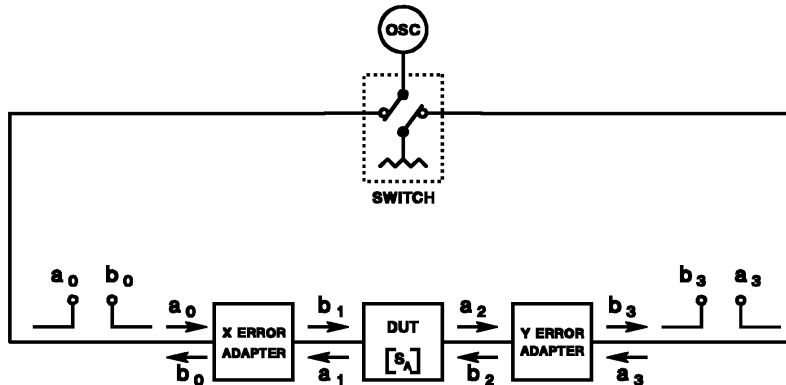 OSC
SWITCH
a0 b0 b3 a3
a0 b1 a2 b3
X ERROR ADAPTER
DUT
[SA]
Y ERROR ADAPTER
b0 a1 b2 a3